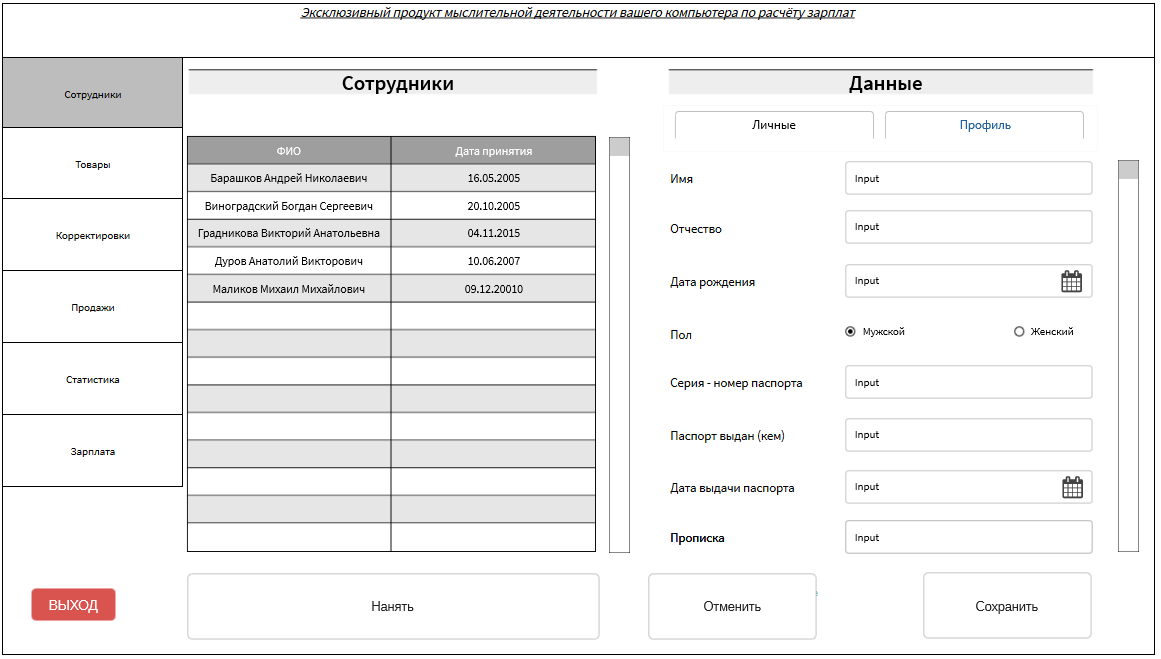 Эксклюзивный продукт мыслительной деятельности вашего компьютера по расчёту зарплат
Сотрудники
Товары
Корректировки
Продажи
Статистика
Зарплата
ВЫХОД
Сотрудники
ФИО Дата принятия
Барашков Андрей Николаевич 16.05.2005
Виноградский Богдан Сергеевич 20.10.2005
Градникова Викторий Анатольевна 04.11.2015
Дуров Анатолий Викторович 10.06.2007
Маликов Михаил Михайлович 09.12.20010
Нанять
Данные
Личные Профиль
Имя Input
Отчество Input
Дата рождения Input
Пол Мужской Женский
Серия - номер паспорта Input
Паспорт выдан (кем) Input
Дата выдачи паспорта Input
Прописка Input
Отменить Сохранить